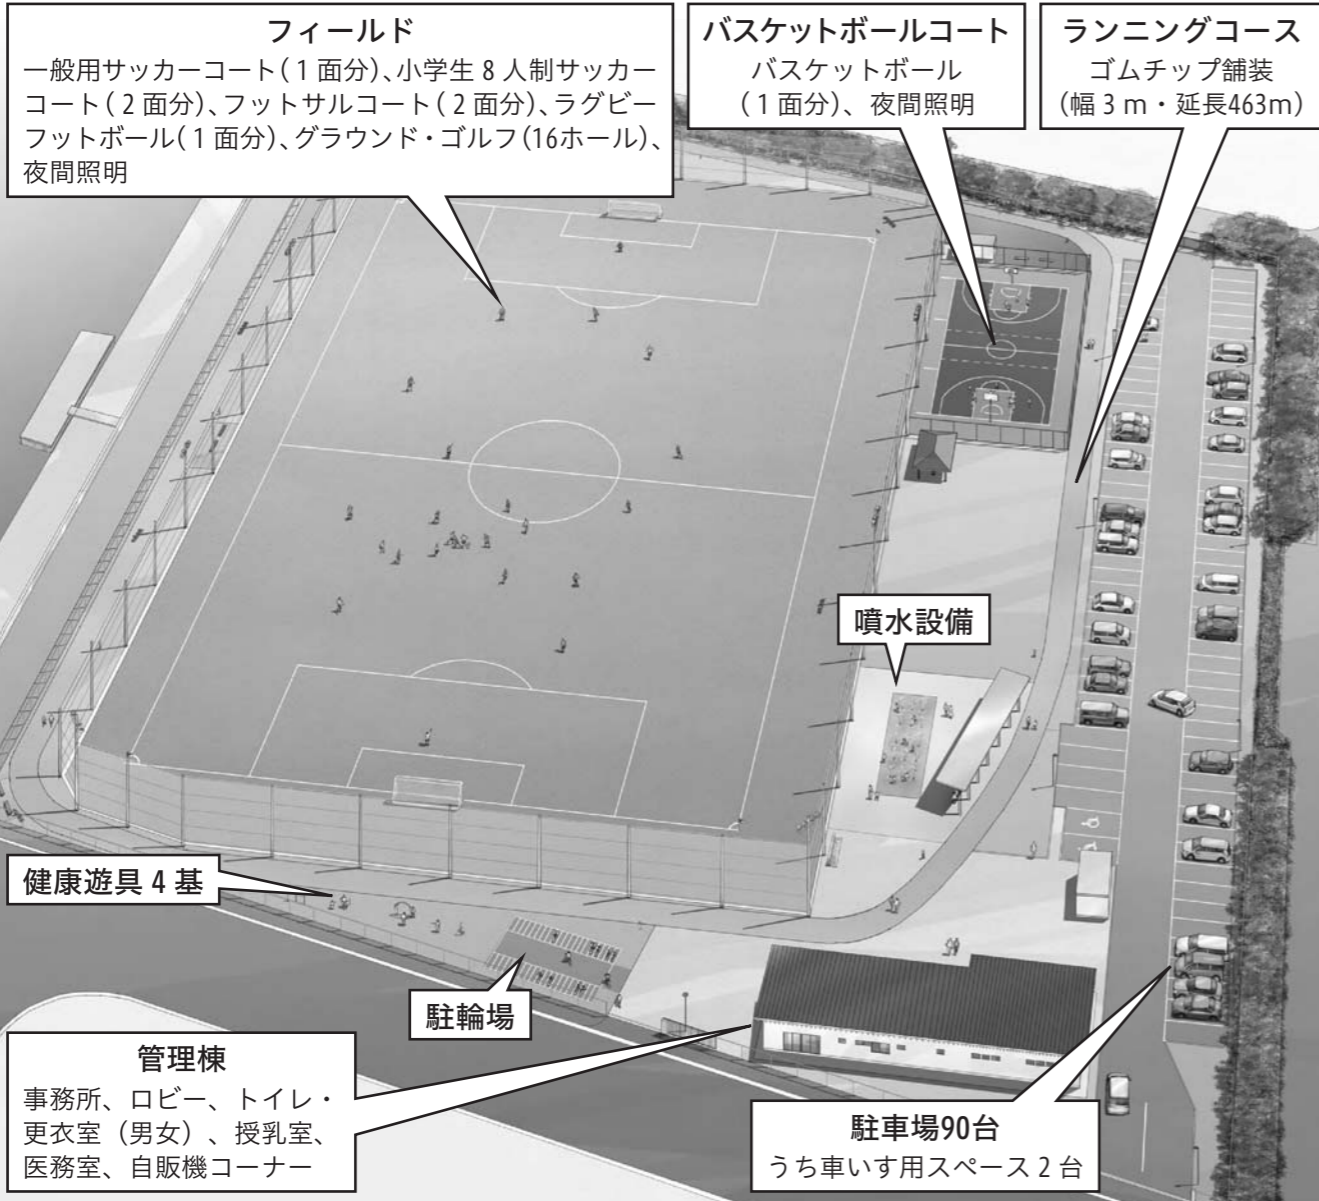 フィールド
一般用サッカーコート(1面分)、小学生8人制サッカー
コート(2面分)、フットサルコート(2面分)、ラグビー
フットボール(1面分)、グラウンド・ゴルフ(16ホール)、
夜間照明
バスケットボールコート
バスケットボール
(1面分)、夜間照明
ランニングコース
ゴムチップ舗装
(幅3m・延長463m)
噴水設備
健康遊具4基
駐輪場
管理棟
事務所、ロビー、トイレ・
更衣室(男女)、授乳室、
医務室、自販機コーナー
駐車場90台
うち車いす用スペース2台